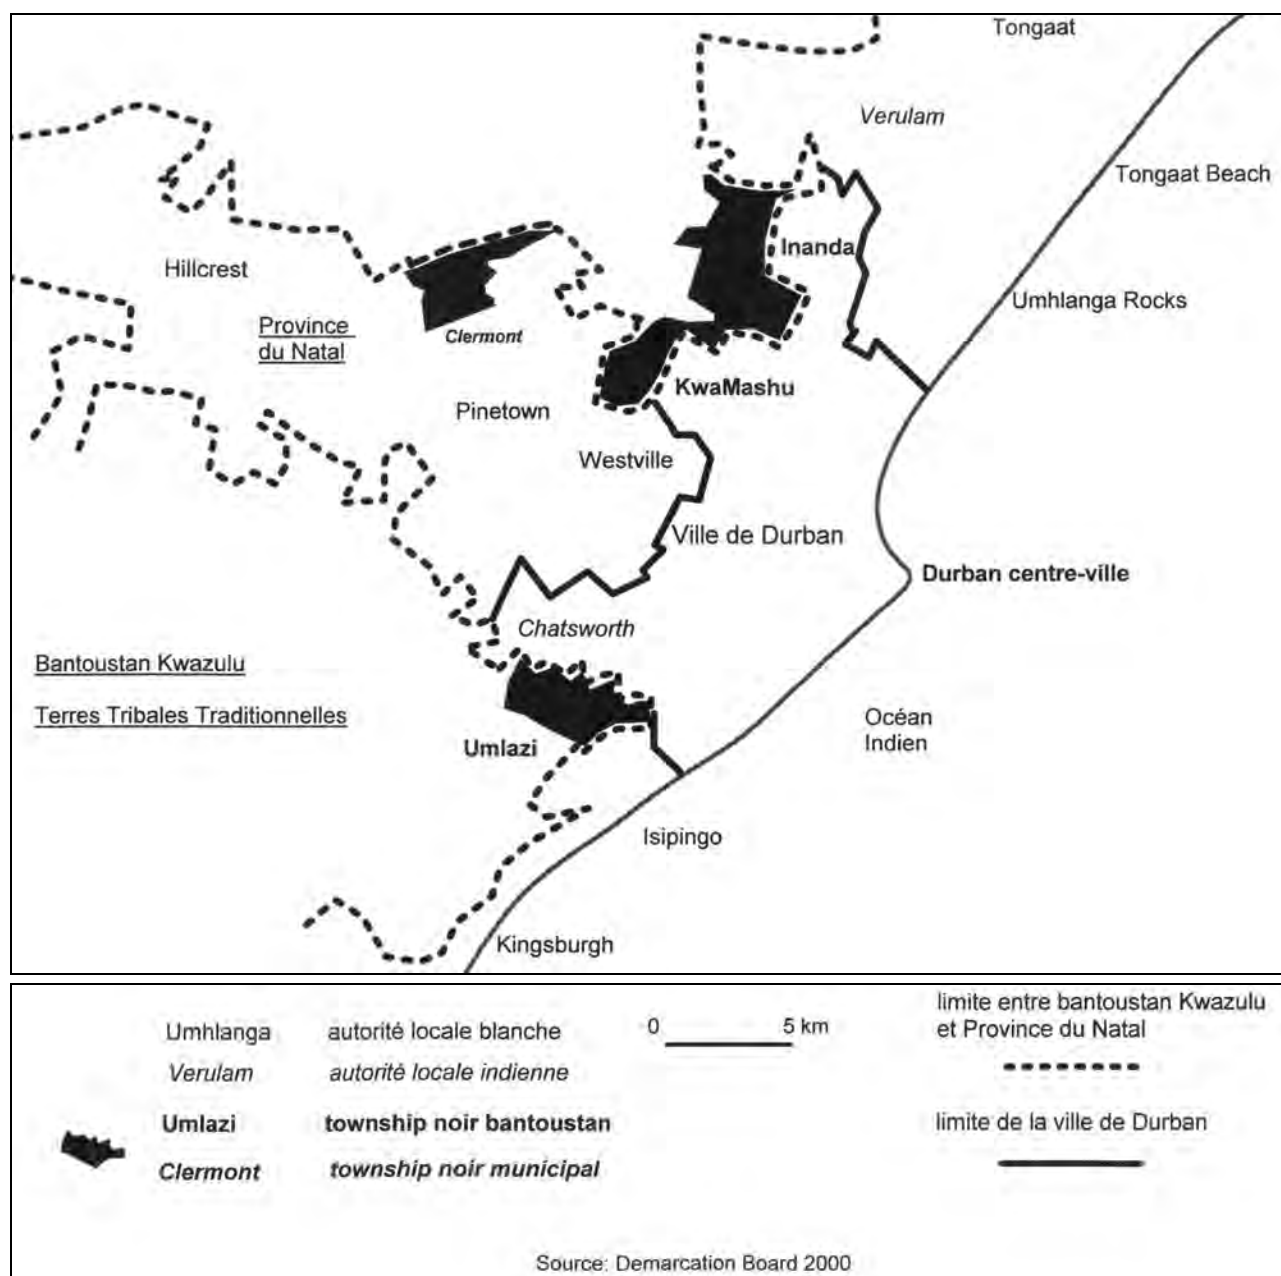 Tongaat
Verulam
Tongaat Beach
Inanda
Hillcrest
Umhlanga Rocks
Province
du Natal
Clermont
KwaMashu
Pinetown
Westville
Ville de Durban
Durban centre-ville
Chatsworth
Bantoustan Kwazulu
Terres Tribales Traditionnelles
Océan
Indien
Umlazi
Isipingo
Kingsburgh
Umhlanga autorité locale blanche
Verulam autorité locale indienne
Umlazi township noir bantoustan
Clermont township noir municipal
0 5 km
limite entre bantoustan Kwazulu
et Province du Natal
limite de la ville de Durban
Source: Demarcation Board 2000